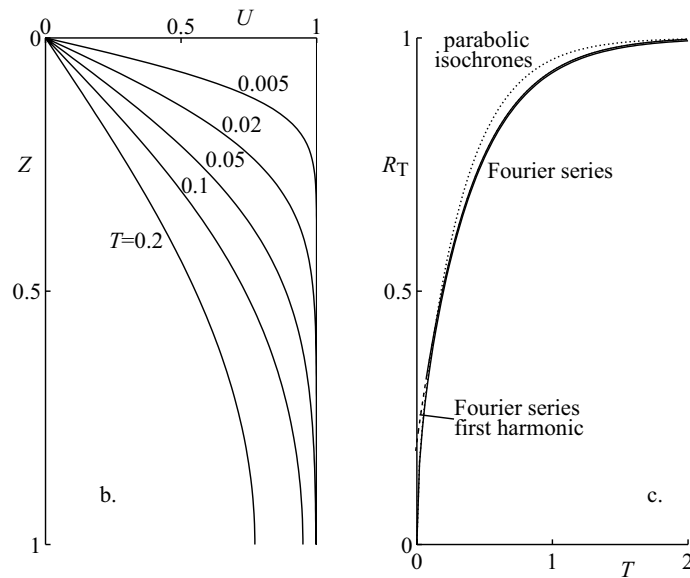 0
0.5
U
1
0
Z
0.5
1
0.005
0.02
0.05
0.1
T=0.2
b.
1
R_T
0.5
0
parabolic
isochrones
Fourier series
Fourier series
first harmonic
c.
0
1
T
2